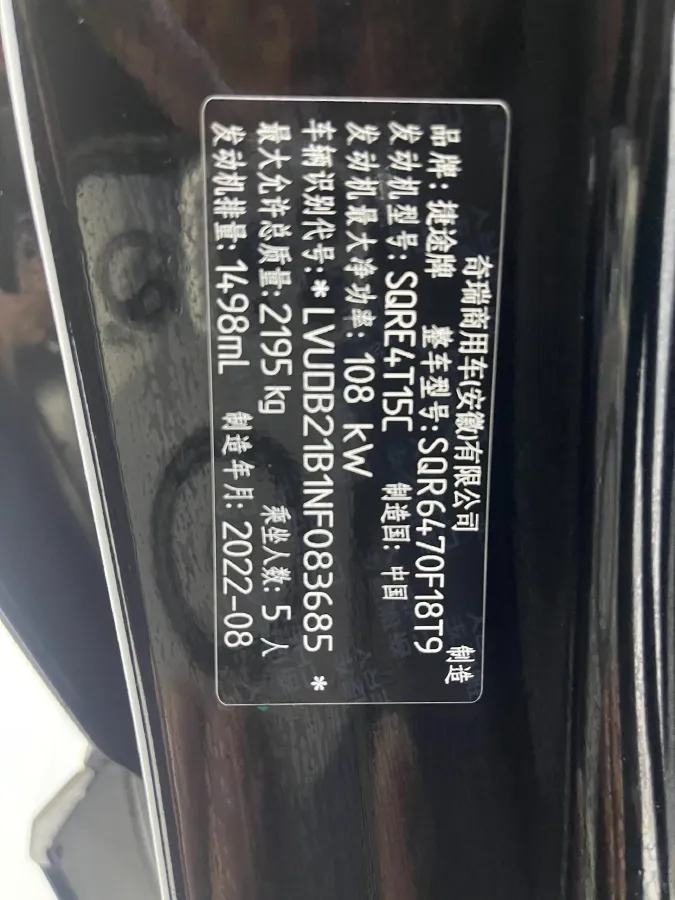 奇瑞商用车(安徽)有限公司 制造
品牌:捷途牌 整车型号:SQR6470F18T9
发动机型号:SQRE4T15C 制造国:中国
发动机最大净功率:108 kW
车辆识别代号:*LVUDB21B1NF083685*
最大允许总质量:2195 kg 乘坐人数:5 人
发动机排量:1498mL 制造年月:2022-08